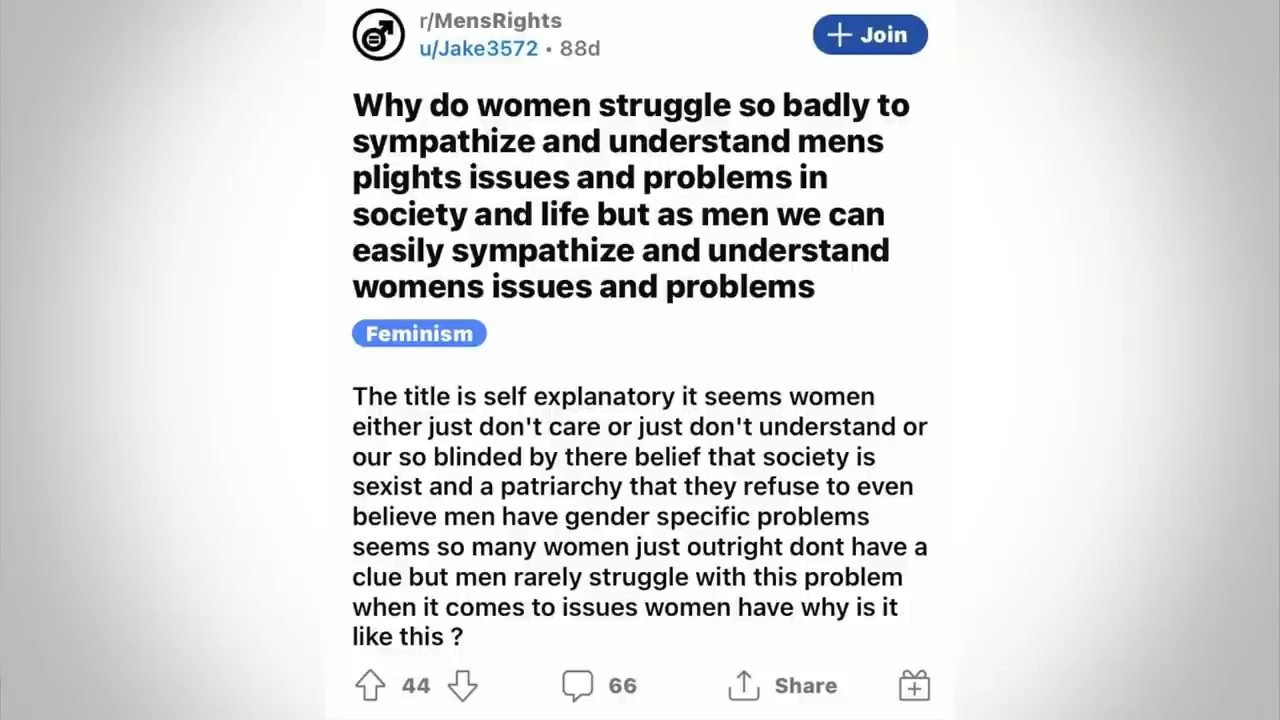 r/MensRights
u/Jake3572 • 88d
+ Join
Why do women struggle so badly to
sympathize and understand mens
plights issues and problems in
society and life but as men we can
easily sympathize and understand
womens issues and problems
Feminism
The title is self explanatory it seems women
either just don't care or just don't understand or
our so blinded by there belief that society is
sexist and a patriarchy that they refuse to even
believe men have gender specific problems
seems so many women just outright dont have a
clue but men rarely struggle with this problem
when it comes to issues women have why is it
like this ?
44 66 Share